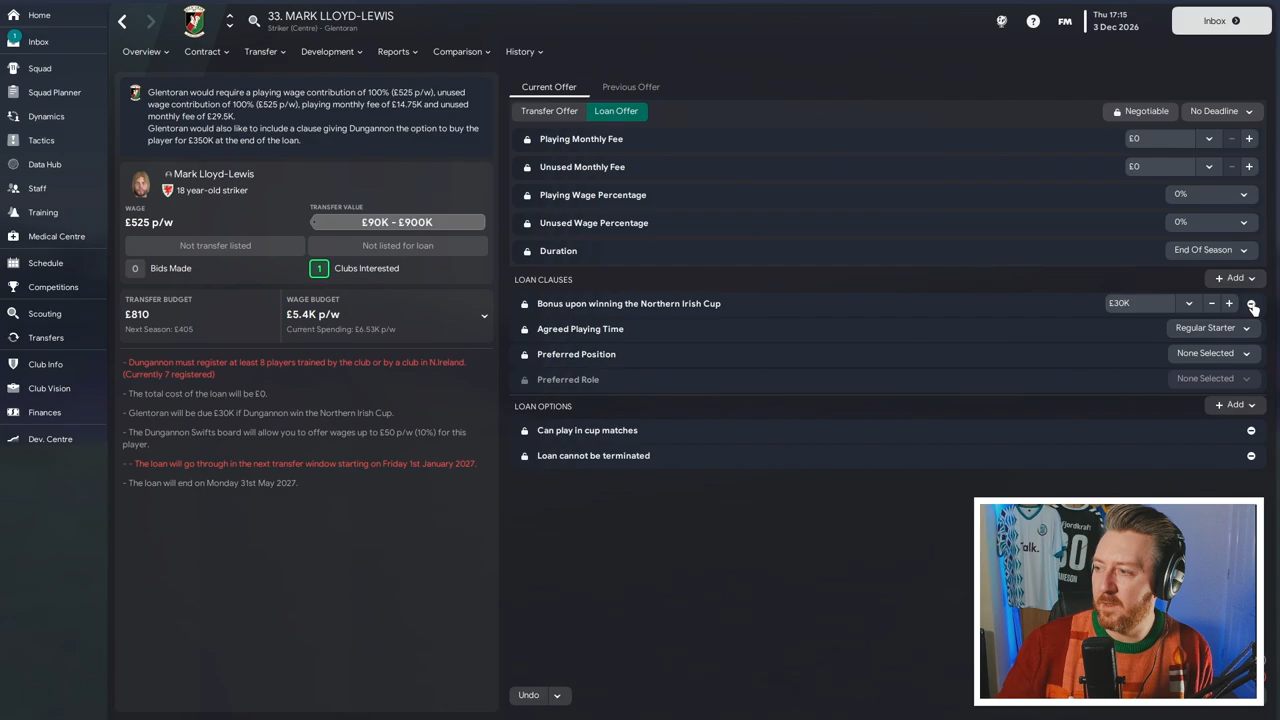 Home
1
Inbox
Squad
Squad Planner
Dynamics
Tactics
Data Hub
Staff
Training
Medical Centre
Schedule
Competitions
Scouting
Transfers
Club Info
Club Vision
Finances
Dev. Centre
33. MARK LLOYD-LEWIS
Striker (Centre) - Glentoran
? FM
Thu 17:15
3 Dec 2026
Inbox
Overview Contract Transfer Development Reports Comparison History
Glentoran would require a playing wage contribution of 100% (£525 p/w), unused
wage contribution of 100% (£525 p/w), playing monthly fee of £14.75K and unused
monthly fee of £29.5K.
Glentoran would also like to include a clause giving Dungannon the option to buy the
player for £350K at the end of the loan.
Mark Lloyd-Lewis
18 year-old striker
WAGE
£525 p/w
TRANSFER VALUE
£90K - £900K
Not transfer listed
Not listed for loan
0 Bids Made
1 Clubs Interested
TRANSFER BUDGET
£810
Next Season: £405
WAGE BUDGET
£5.4K p/w
Current Spending: £6.53K p/w
- Dungannon must register at least 8 players trained by the club or by a club in N.Ireland.
(Currently 7 registered)
- The total cost of the loan will be £0.
- Glentoran will be due £30K if Dungannon win the Northern Irish Cup.
- The Dungannon Swifts board will allow you to offer wages up to £50 p/w (10%) for this
player.
- - The loan will go through in the next transfer window starting on Friday 1st January 2027.
- The loan will end on Monday 31st May 2027.
Current Offer Previous Offer
Transfer Offer Loan Offer
Negotiable No Deadline
Playing Monthly Fee £0 - +
Unused Monthly Fee £0 - +
Playing Wage Percentage 0%
Unused Wage Percentage 0%
Duration End Of Season
LOAN CLAUSES + Add
Bonus upon winning the Northern Irish Cup £30K - +
Agreed Playing Time Regular Starter
Preferred Position None Selected
Preferred Role None Selected
LOAN OPTIONS + Add
Can play in cup matches
Loan cannot be terminated
Undo
Talk.
Fjordkraft